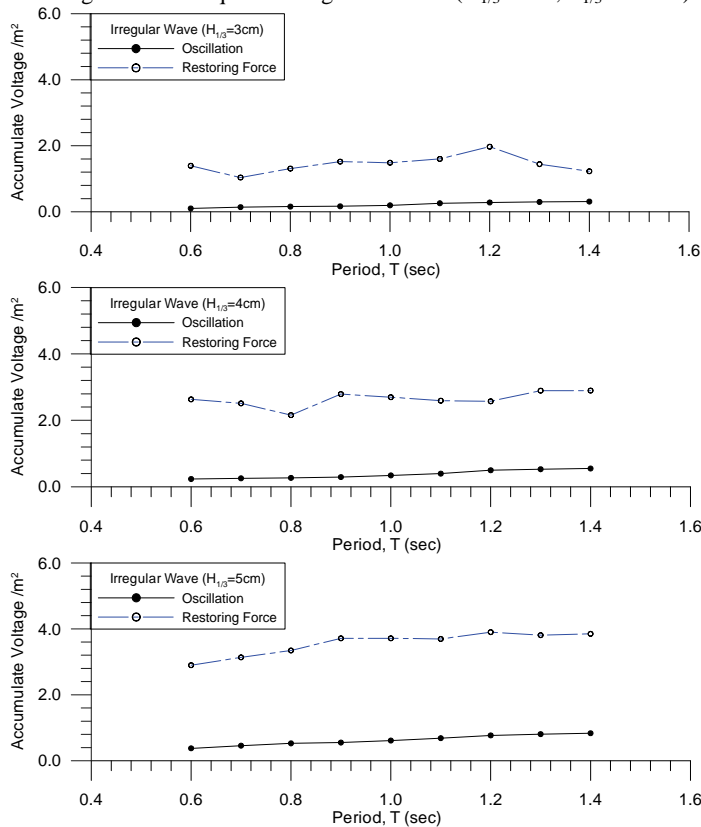 Irregular Wave (H1/3=3cm)
Oscillation
Restoring Force
Accumulate Voltage /m²
6.0
4.0
2.0
0.0
0.4 0.6 0.8 1.0 1.2 1.4 1.6
Period, T (sec)
Irregular Wave (H1/3=4cm)
Oscillation
Restoring Force
Accumulate Voltage /m²
6.0
4.0
2.0
0.0
0.4 0.6 0.8 1.0 1.2 1.4 1.6
Period, T (sec)
Irregular Wave (H1/3=5cm)
Oscillation
Restoring Force
Accumulate Voltage /m²
6.0
4.0
2.0
0.0
0.4 0.6 0.8 1.0 1.2 1.4 1.6
Period, T (sec)